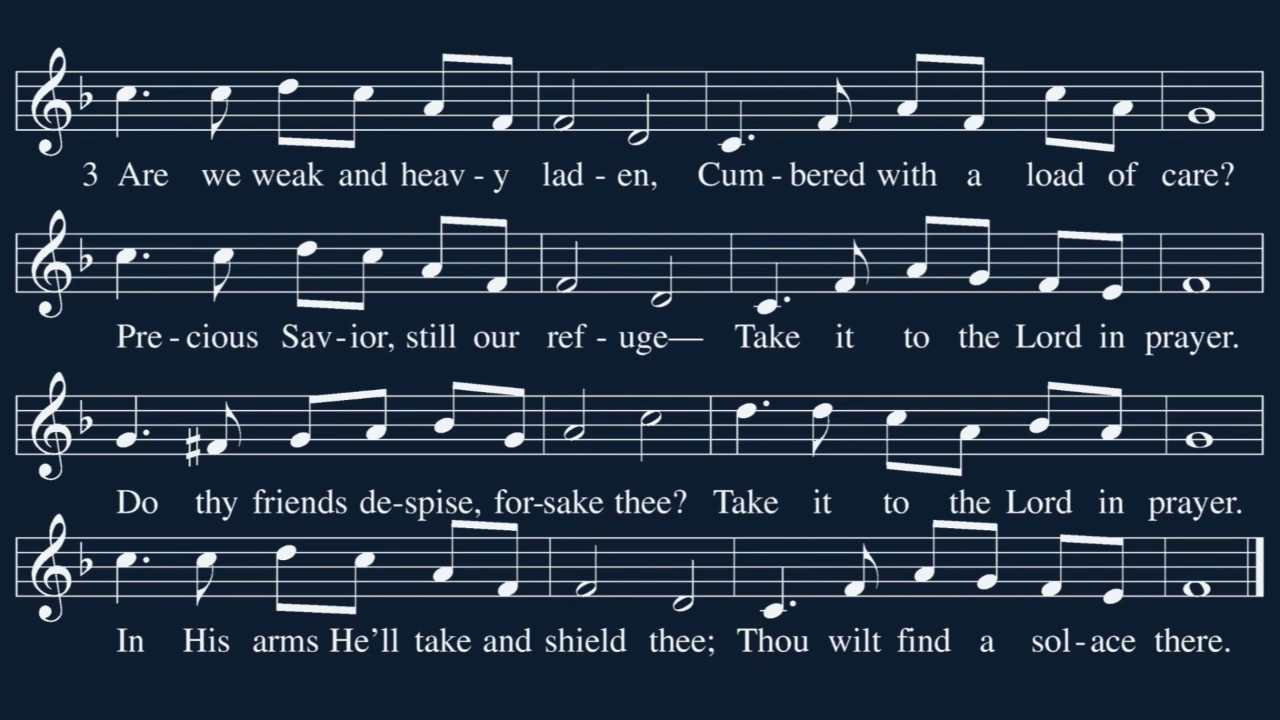 3 Are we weak and heav - y lad - en, Cum - bered with a load of care?
Pre - cious Sav - ior, still our ref - uge— Take it to the Lord in prayer.
Do thy friends de - spise, for - sake thee? Take it to the Lord in prayer.
In His arms He’ll take and shield thee; Thou wilt find a sol - ace there.